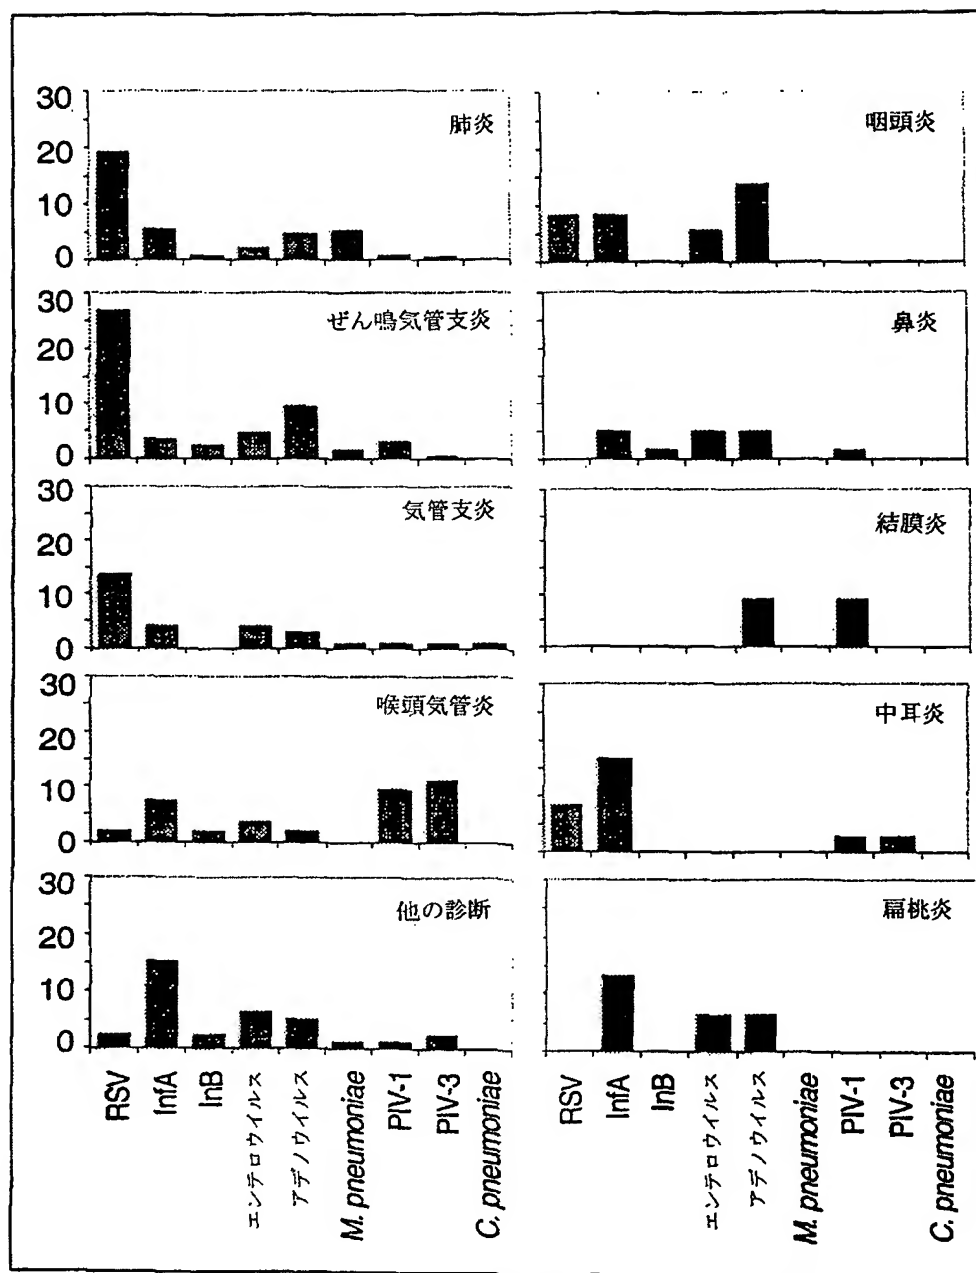 30
20
10
0
肺炎
咽頭炎
30
20
10
0
ぜん鳴気管支炎
鼻炎
30
20
10
0
気管支炎
結膜炎
30
20
10
0
喉頭気管炎
中耳炎
30
20
10
0
他の診断
扁桃炎
RSV
InfA
InB
エンテロウイルス
アデノウイルス
M. pneumoniae
PIV-1
PIV-3
C. pneumoniae
RSV
InfA
InB
エンテロウイルス
アデノウイルス
M. pneumoniae
PIV-1
PIV-3
C. pneumoniae